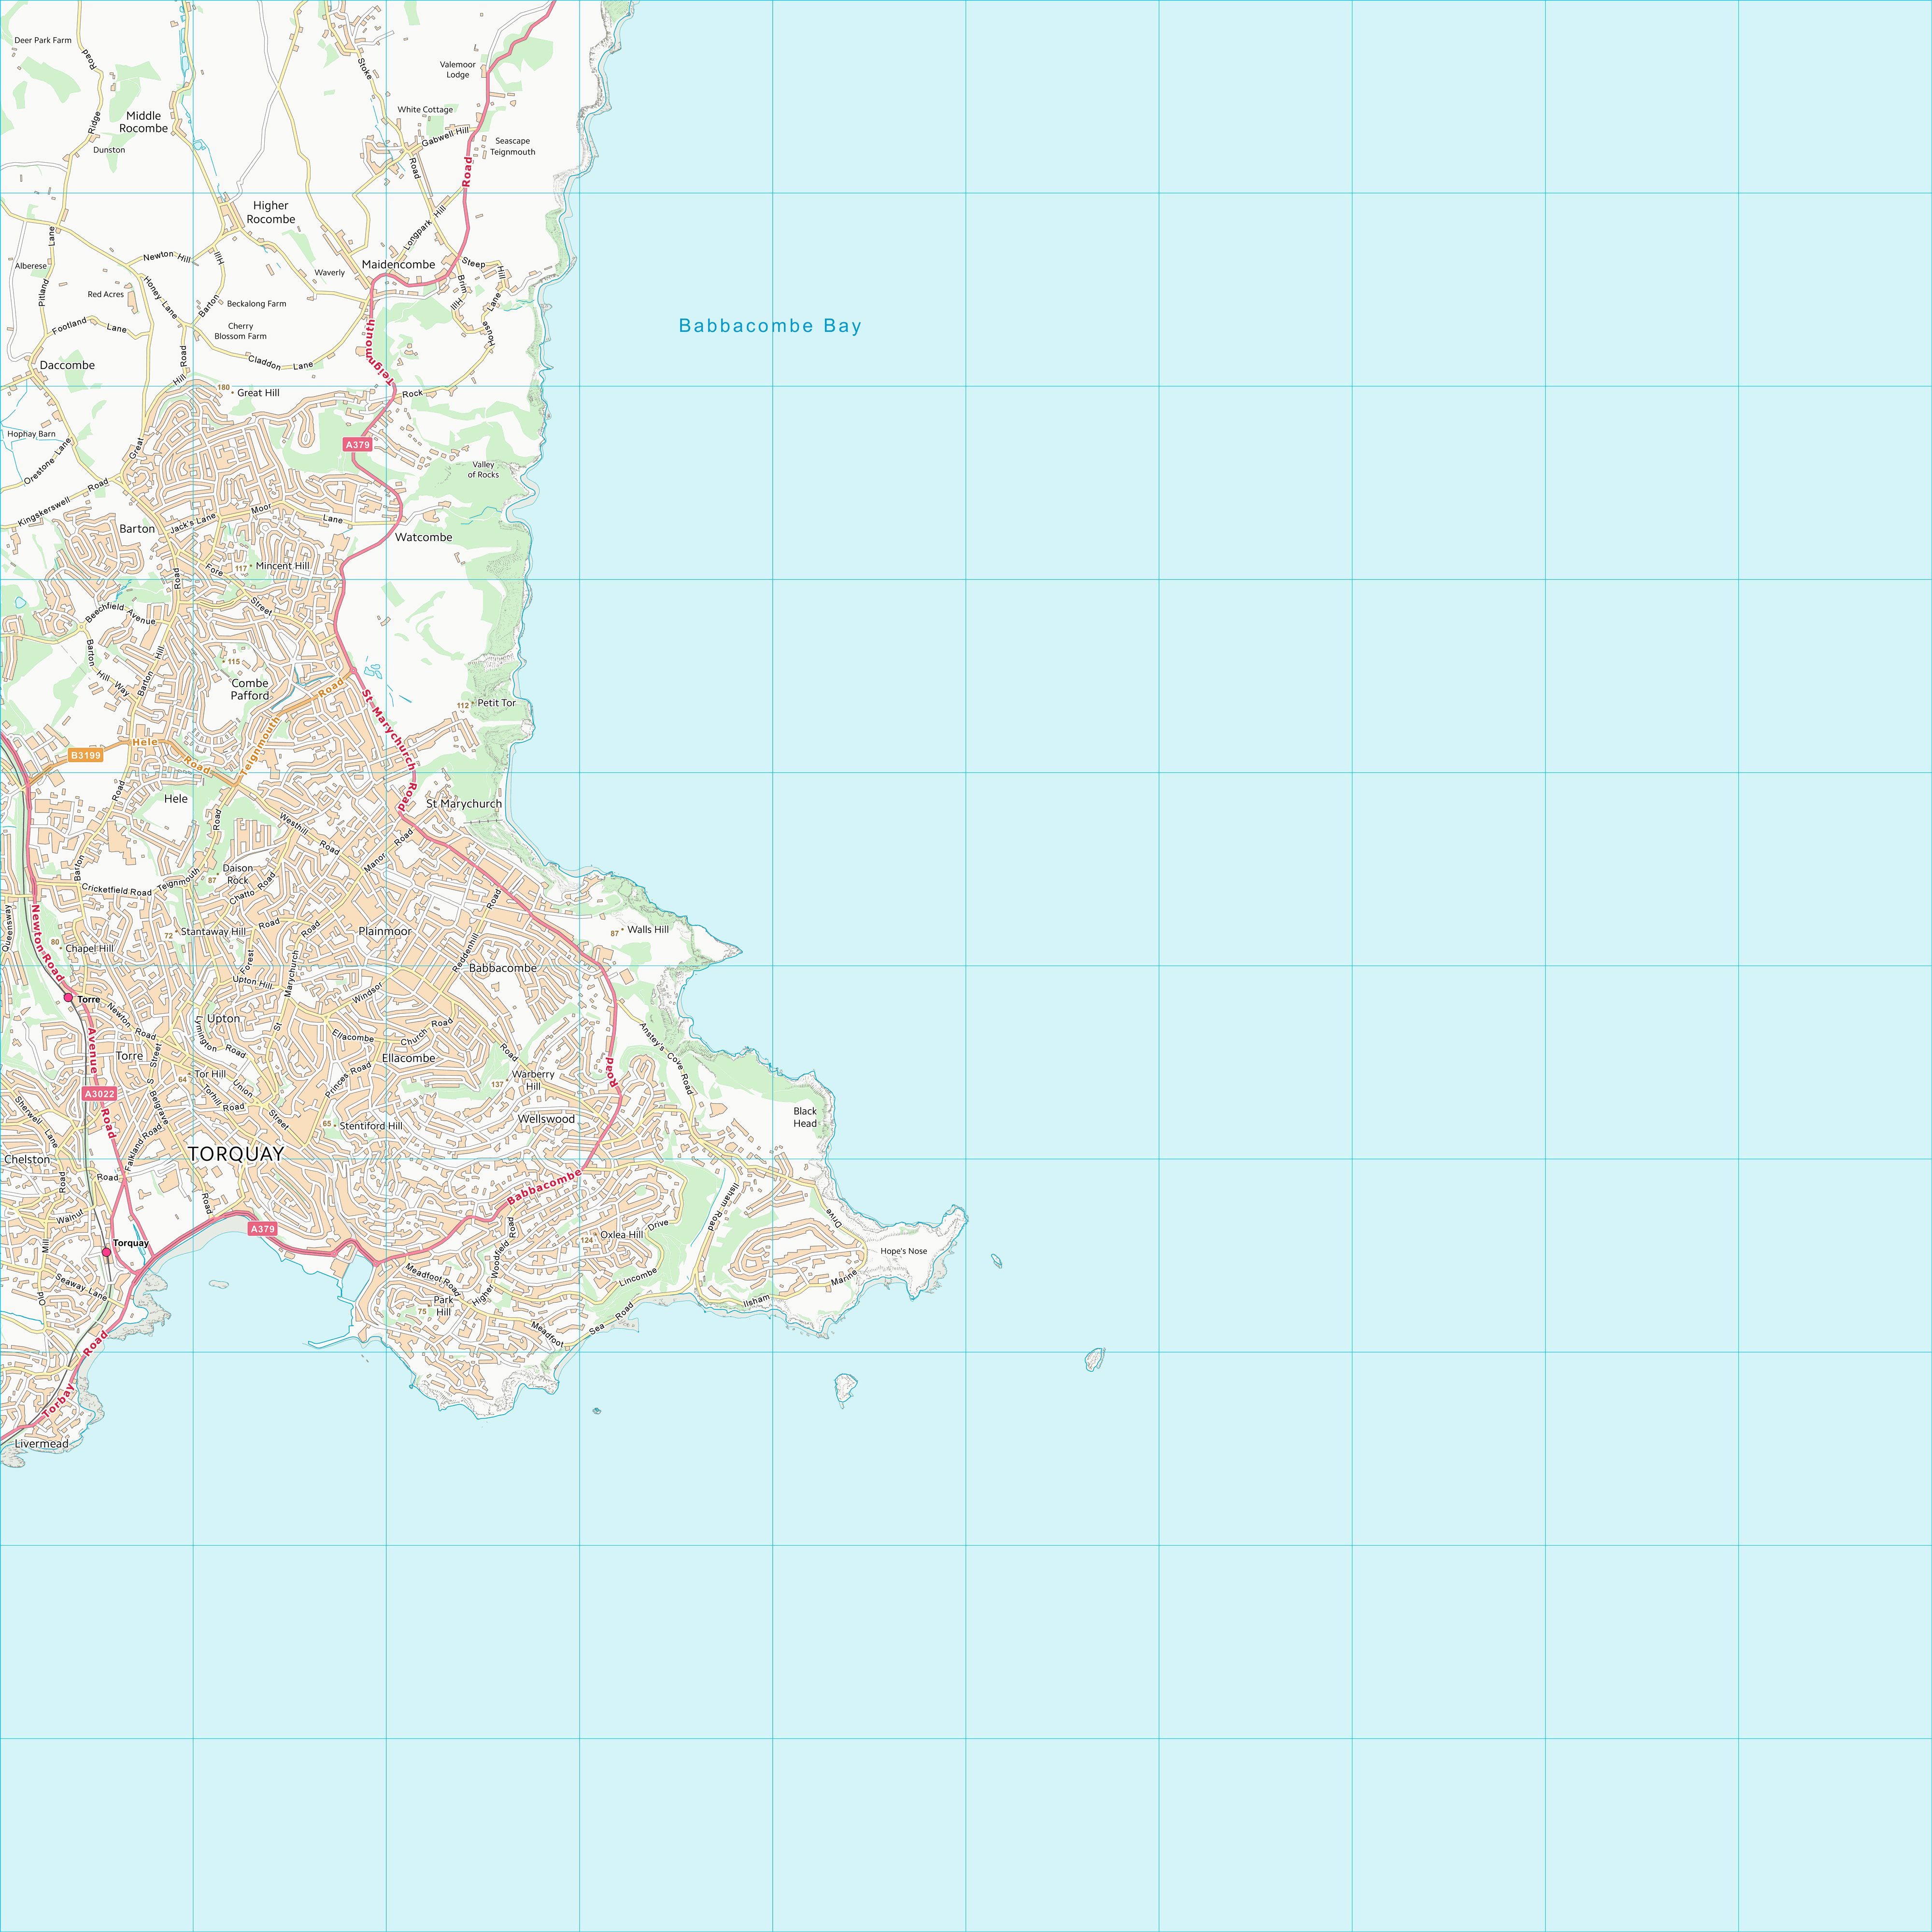 Deer Park Farm
Road
Stoke
Valemoor
Lodge
White Cottage
Middle
Rocombe
Ridge
Dunston
Gabwell Hill
Seascape
Teignmouth
Road
Road
Higher
Rocombe
Longpark Hill
Lane
Newton Hill
Hill
Alberese
Pitland
Red Acres
Honey Lane
Barton
Waverly
Maidencombe
Steep
Hill
Brim
Hill
Lane
House
Beckalong Farm
Cherry
Blossom Farm
Footland Lane
Claddon Lane
Teignmouth
Babbacombe Bay
Daccombe
Road
Hill
180
Great Hill
Rock
Hophay Barn
Orestone Lane
Great
A379
Valley
of Rocks
Kingskerswell Road
Barton
Jack's Lane
Moor Lane
Watcombe
117
Mincent Hill
Fore
Street
Road
Beechfield Avenue
Barton
Hill Way
Barton Hill
115
Combe
Pafford
Teignmouth Road
St Marychurch Road
112
Petit Tor
B3199
Hele Road
Hele
Road
Road
St Marychurch
Westhill Road
Manor Road
Barton
Daison
Rock
87
Cricketfield Road
Teignmouth
Chatto Road
Queensway
Newton Road
72
Stantaway Hill
Road
Road
Plainmoor
Road
Reddenhill
87
Walls Hill
80
Chapel Hill
Forest
Upton Hill
Marychurch
St
Windsor
Babbacombe
Torre
Newton Road
Upton
Lymington Road
Ellacombe
Church Road
Road
Anstey's Cove Road
Torre
Avenue
S Street
Ellacombe
Princes Road
Tor Hill
64
Torhill Road
Union
Street
137
Warberry
Hill
Road
Black
Head
A3022
Road
Belgrave
Sherwell Lane
65
Stentiford Hill
Wellswood
Falkland Road
TORQUAY
Chelston
Road
Road
Road
Babbacombe
Walnut
Ilsham Road
A379
Road
Drive
Drive
124
Oxlea Hill
Torquay
Mill
Hope's Nose
Seaway Lane
Old
Meadfoot Road
Higher
Woodfield
Lincombe
Marine
75
Park
Hill
Ilsham
Meadfoot
Sea Road
Torbay Road
Livermead